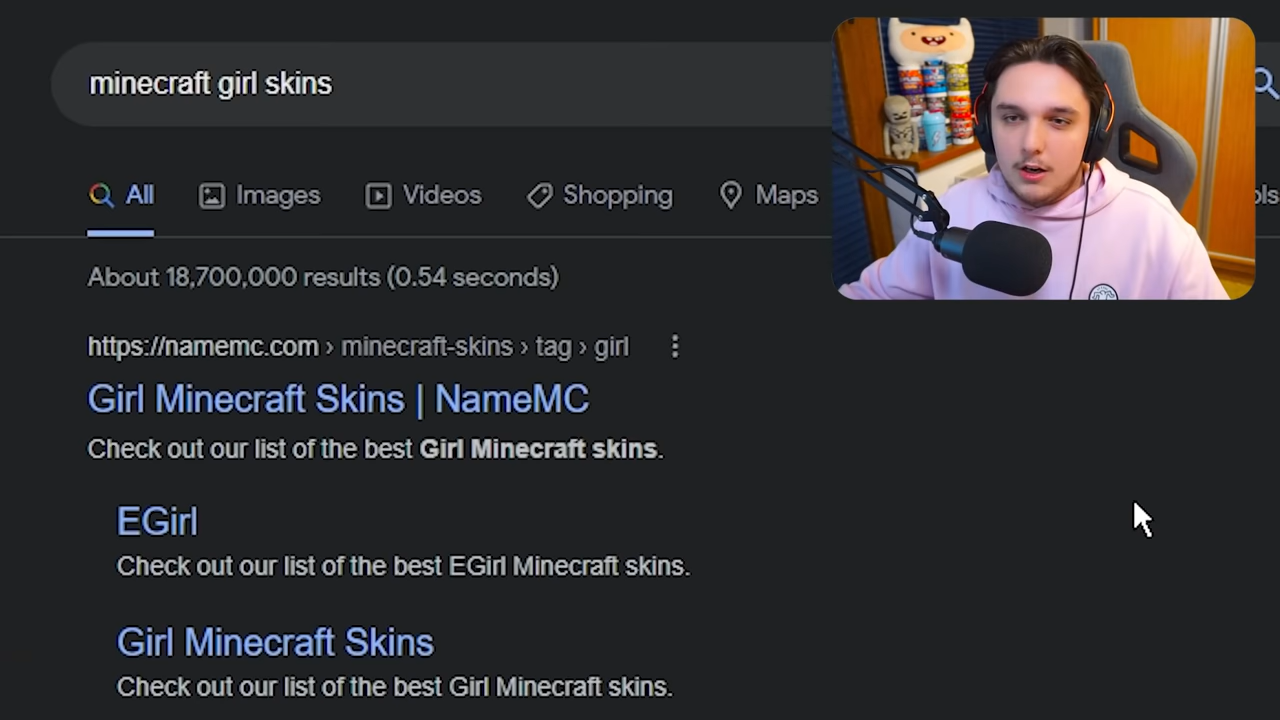 minecraft girl skins
All Images Videos Shopping Maps
About 18,700,000 results (0.54 seconds)
https://namemc.com › minecraft-skins › tag › girl
Girl Minecraft Skins | NameMC
Check out our list of the best Girl Minecraft skins.
EGirl
Check out our list of the best EGirl Minecraft skins.
Girl Minecraft Skins
Check out our list of the best Girl Minecraft skins.